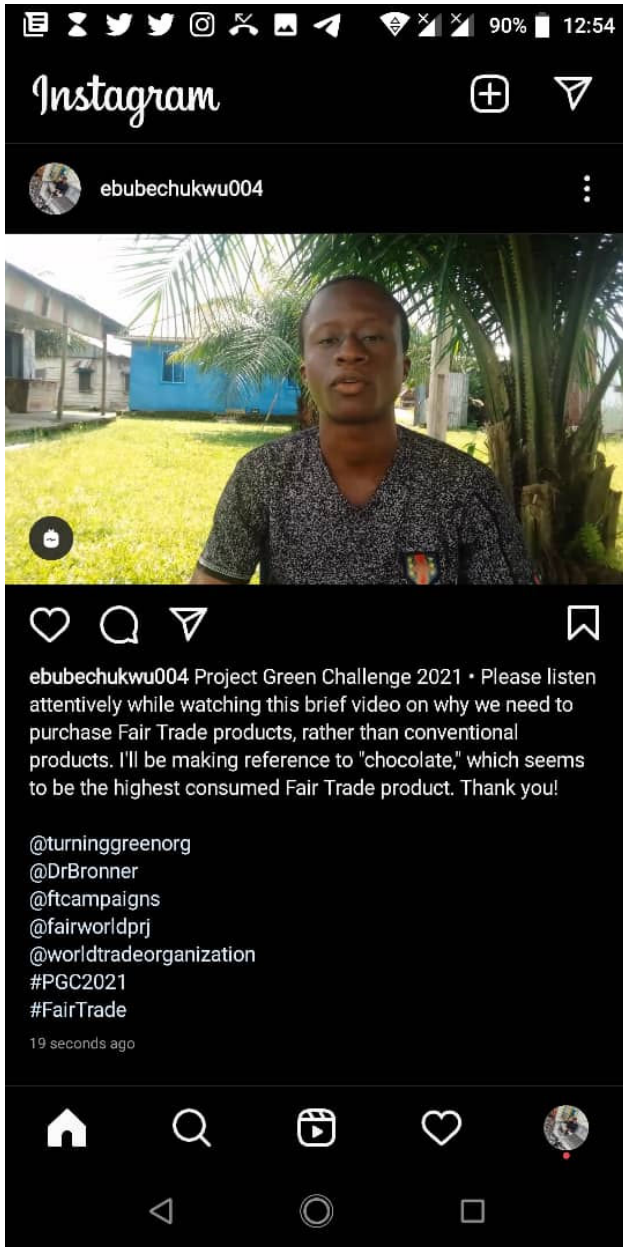 90% 12:54
Instagram
ebubechukwu004
ebubechukwu004 Project Green Challenge 2021 • Please listen
attentively while watching this brief video on why we need to
purchase Fair Trade products, rather than conventional
products. I'll be making reference to "chocolate," which seems
to be the highest consumed Fair Trade product. Thank you!
@turninggreenorg
@DrBronner
@ftcampaigns
@fairworldprj
@worldtradeorganization
#PGC2021
#FairTrade
19 seconds ago